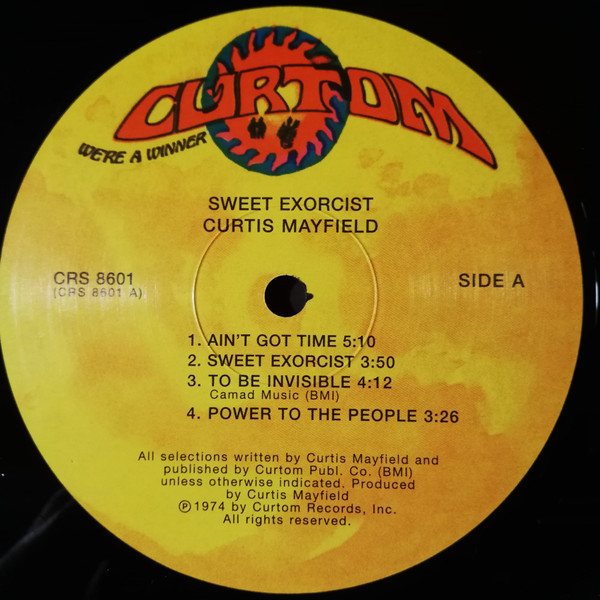 CURTOM
WE'RE A WINNER
SWEET EXORCIST
CURTIS MAYFIELD
CRS 8601
(CRS 8601 A)
SIDE A
1. AIN'T GOT TIME 5:10
2. SWEET EXORCIST 3:50
3. TO BE INVISIBLE 4:12
Camad Music (BMI)
4. POWER TO THE PEOPLE 3:26
All selections written by Curtis Mayfield and
published by Curtom Publ. Co. (BMI)
unless otherwise indicated. Produced
by Curtis Mayfield
℗1974 by Curtom Records, Inc.
All rights reserved.